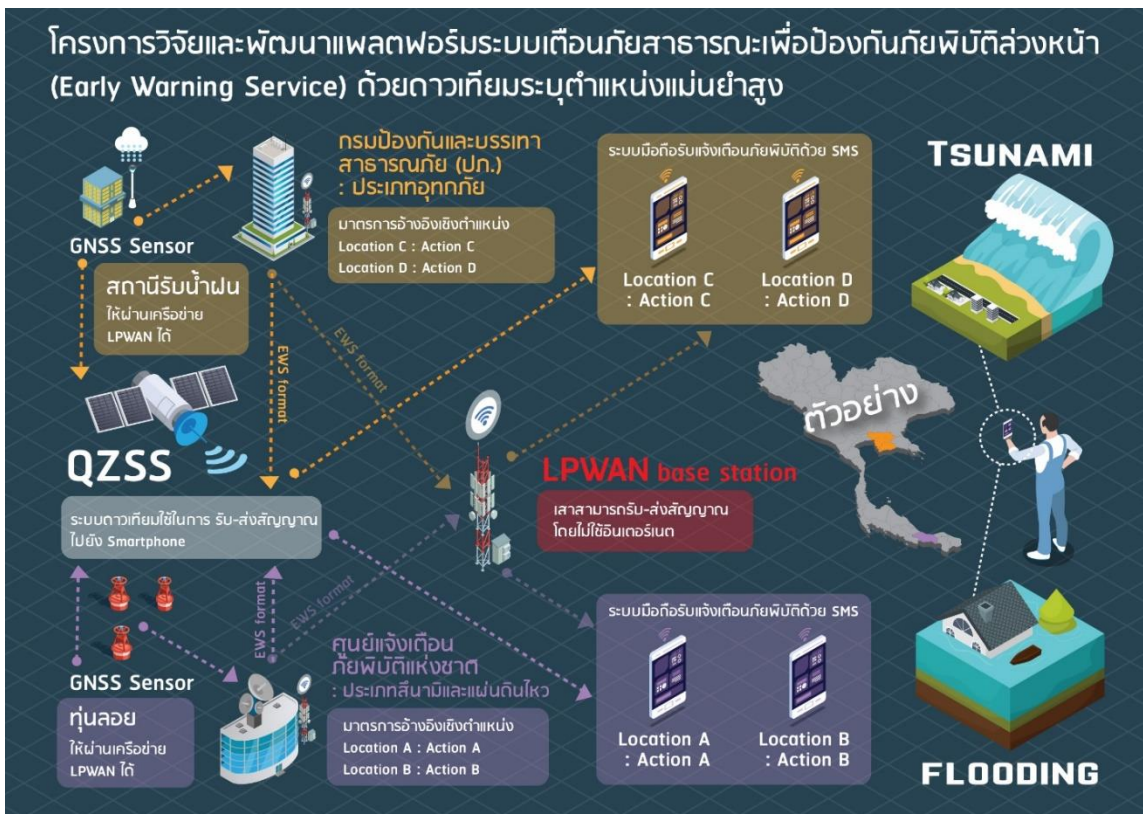 โครงการวิจัยและพัฒนาแพลตฟอร์มระบบเตือนภัยสาธารณะเพื่อป้องกันภัยพิบัติล่วงหน้า
(Early Warning Service) ด้วยดาวเทียมระบุตำแหน่งแม่นยำสูง
GNSS Sensor
สถานีรับน้ำฝน
ให้ผ่านเครือข่าย
LPWAN ได้
กรมป้องกันและบรรเทา
สาธารณภัย (ปภ.)
: ประเภทอุทกภัย
มาตรการอ้างอิงเชิงตำแหน่ง
Location C : Action C
Location D : Action D
ระบบมือถือรับแจ้งเตือนภัยพิบัติด้วย SMS
Location C
: Action C
Location D
: Action D
TSUNAMI
EWS format
EWS format
QZSS
ระบบดาวเทียมใช้ในการ รับ-ส่งสัญญาณ
ไปยัง Smartphone
LPWAN base station
เสาสามารถรับ-ส่งสัญญาณ
โดยไม่ใช้อินเตอร์เนต
ตัวอย่าง
EWS format
EWS format
GNSS Sensor
ทุ่นลอย
ให้ผ่านเครือข่าย
LPWAN ได้
ศูนย์แจ้งเตือน
ภัยพิบัติแห่งชาต
: ประเภทสึนามิและแผ่นดินไหว
มาตรการอ้างอิงเชิงตำแหน่ง
Location A : Action A
Location B : Action B
ระบบมือถือรับแจ้งเตือนภัยพิบัติด้วย SMS
Location A
: Action A
Location B
: Action B
FLOODING